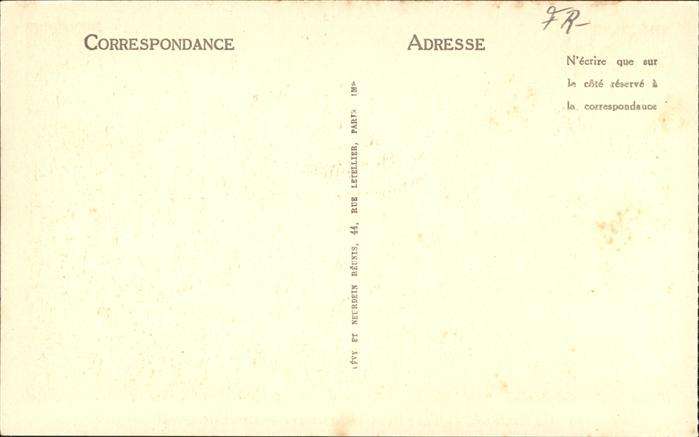 FR-
CORRESPONDANCE
ADRESSE
N'écrire que sur
le côté réservé à
la correspondance
LÉVY ET NEURDEIN RÉUNIS, 44, RUE LETELLIER, PARIS IMP.